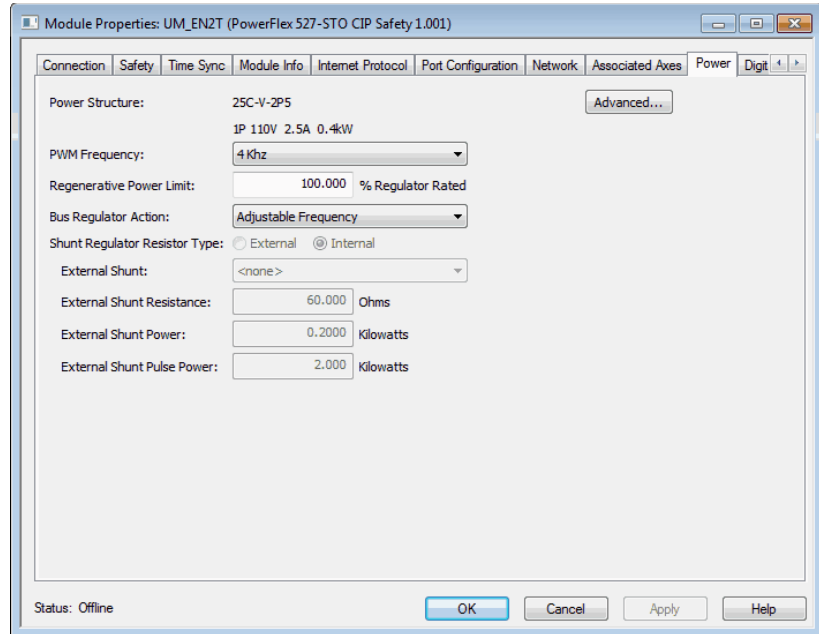 Module Properties: UM_EN2T (PowerFlex 527-STO CIP Safety 1.001)
Connection Safety Time Sync Module Info Internet Protocol Port Configuration Network Associated Axes Power Digit
Power Structure: 25C-V-2P5 Advanced...
1P 110V 2.5A 0.4kW
PWM Frequency: 4 Khz
Regenerative Power Limit: 100.000 % Regulator Rated
Bus Regulator Action: Adjustable Frequency
Shunt Regulator Resistor Type: External Internal
External Shunt: <none>
External Shunt Resistance: 60.000 Ohms
External Shunt Power: 0.2000 Kilowatts
External Shunt Pulse Power: 2.000 Kilowatts
Status: Offline OK Cancel Apply Help